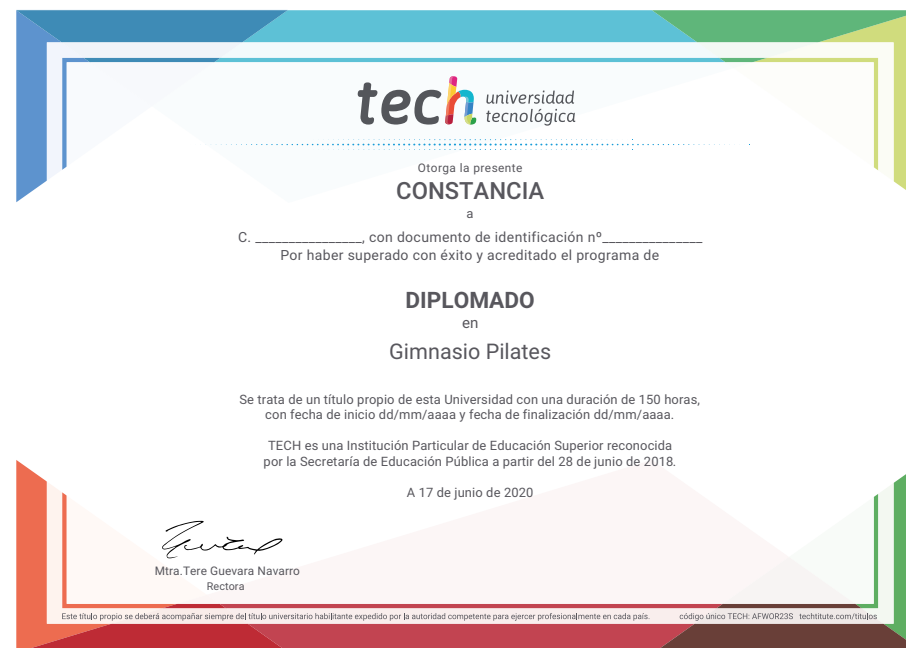 tech universidad
tecnológica
Otorga la presente
CONSTANCIA
a
C. ________________, con documento de identificación nº_______________
Por haber superado con éxito y acreditado el programa de
DIPLOMADO
en
Gimnasio Pilates
Se trata de un título propio de esta Universidad con una duración de 150 horas,
con fecha de inicio dd/mm/aaaa y fecha de finalización dd/mm/aaaa.
TECH es una Institución Particular de Educación Superior reconocida
por la Secretaría de Educación Pública a partir del 28 de junio de 2018.
A 17 de junio de 2020
Mtra.Tere Guevara Navarro
Rectora
Este título propio se deberá acompañar siempre del título universitario habilitante expedido por la autoridad competente para ejercer profesionalmente en cada país. código único TECH: AFWOR23S techtitute.com/titulos